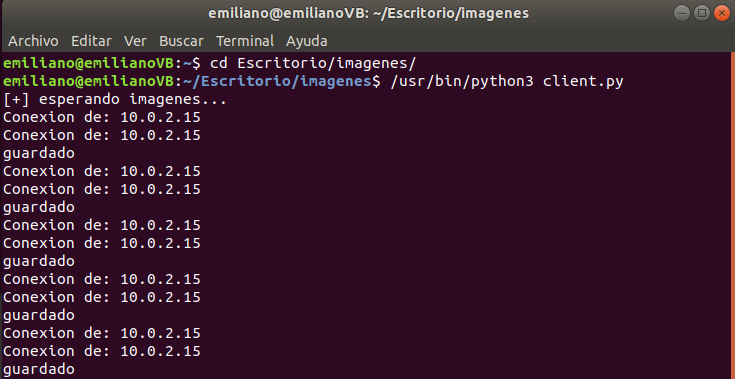 emiliano@emilianoVB: ~/Escritorio/imagenes
Archivo Editar Ver Buscar Terminal Ayuda
emiliano@emilianoVB:~$ cd Escritorio/imagenes/
emiliano@emilianoVB:~/Escritorio/imagenes$ /usr/bin/python3 client.py
[+] esperando imagenes...
Conexion de: 10.0.2.15
Conexion de: 10.0.2.15
guardado
Conexion de: 10.0.2.15
Conexion de: 10.0.2.15
guardado
Conexion de: 10.0.2.15
Conexion de: 10.0.2.15
guardado
Conexion de: 10.0.2.15
Conexion de: 10.0.2.15
guardado
Conexion de: 10.0.2.15
Conexion de: 10.0.2.15
guardado